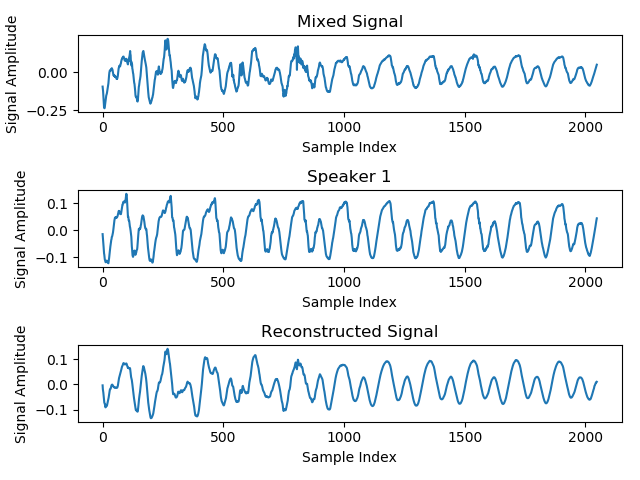 Mixed Signal
Signal Amplitude
0.00
−0.25
0 500 1000 1500 2000
Sample Index
Speaker 1
Signal Amplitude
0.1
0.0
−0.1
0 500 1000 1500 2000
Sample Index
Reconstructed Signal
Signal Amplitude
0.1
0.0
−0.1
0 500 1000 1500 2000
Sample Index